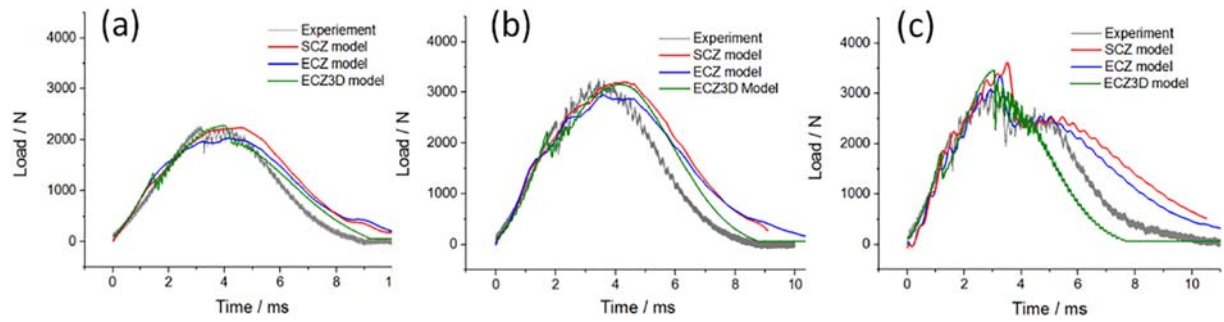 (a)
Experiement
SCZ model
ECZ model
ECZ3D model
4000
3000
2000
1000
0
Load / N
0 2 4 6 8 10
Time / ms
(b)
Experiment
SCZ model
ECZ model
ECZ3D Model
4000
3000
2000
1000
0
Load / N
0 2 4 6 8 10
Time / ms
(c)
Experiment
SCZ model
ECZ model
ECZ3D model
4000
3000
2000
1000
0
Load / N
0 2 4 6 8 10
Time / ms